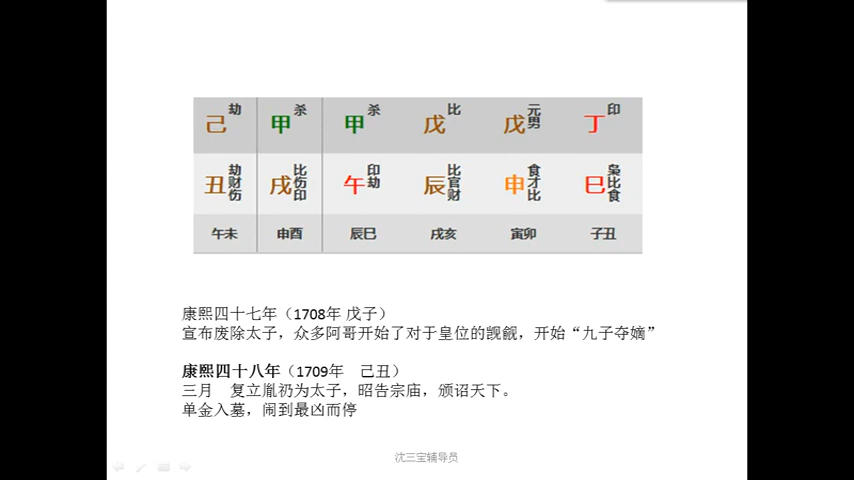 己劫 甲杀 甲杀 戊比 戊元男 丁印
丑劫财伤 戌比伤印 午印劫 辰比官财 申食才比 巳枭比食
午未 申酉 辰巳 戌亥 寅卯 子丑
康熙四十七年（1708年 戊子）
宣布废除太子，众多阿哥开始了对于皇位的觊觎，开始“九子夺嫡”
康熙四十八年（1709年　己丑）
三月　复立胤礽为太子，昭告宗庙，颁诏天下。
单金入墓，闹到最凶而停
沈三宝辅导员